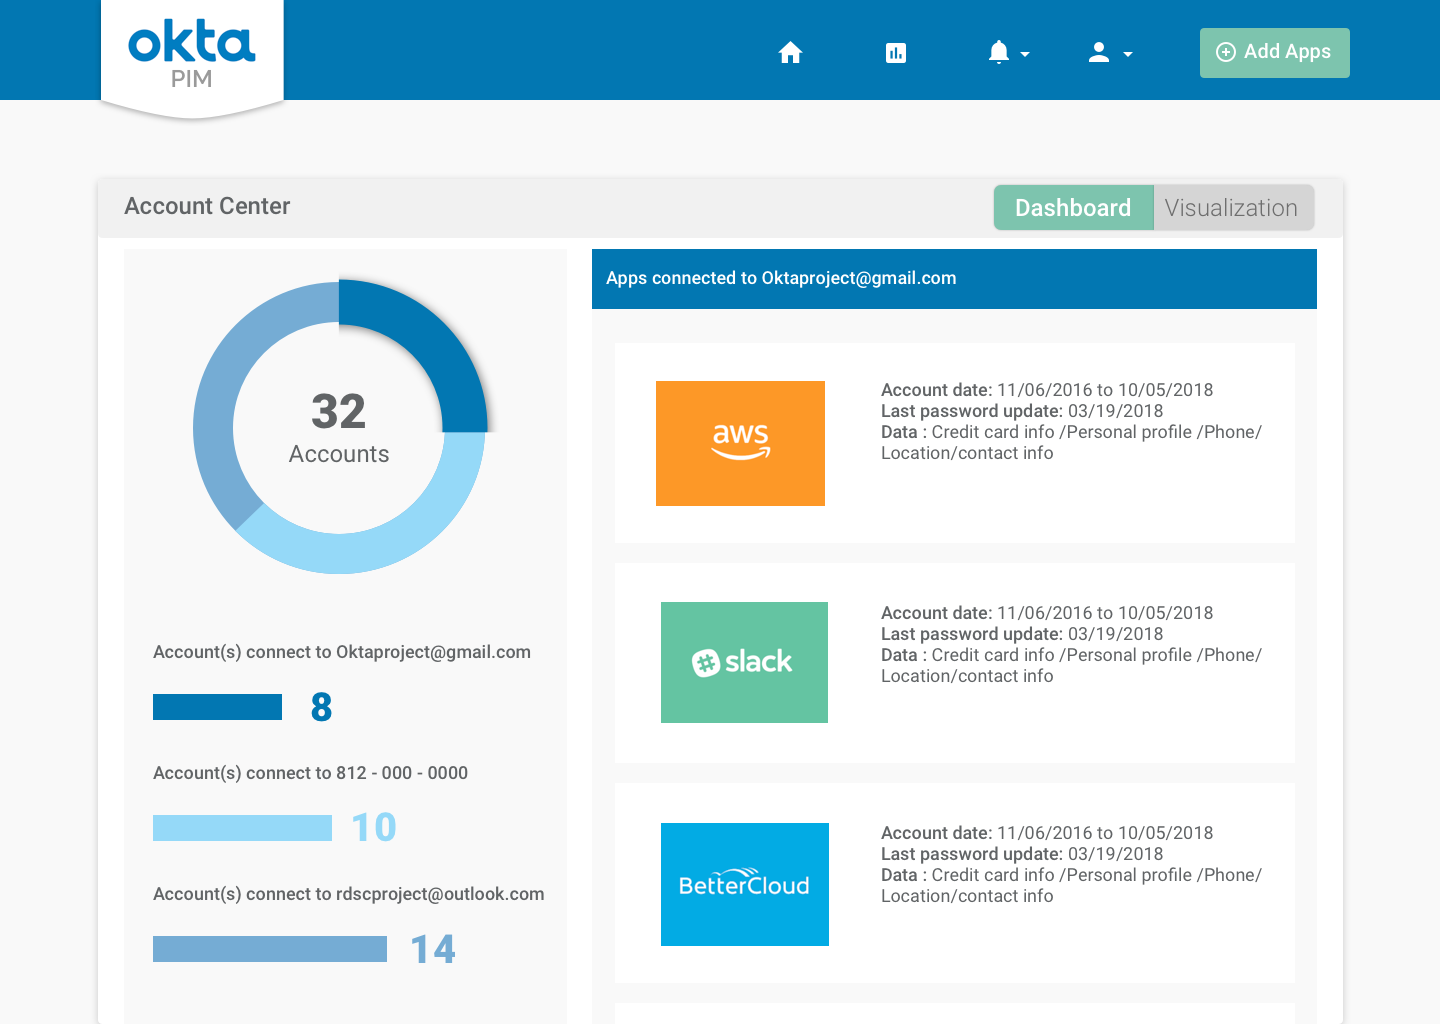 okta
PIM
Add Apps
Account Center
Dashboard
Visualization
32
Accounts
Account(s) connect to Oktaproject@gmail.com
8
Account(s) connect to 812 - 000 - 0000
10
Account(s) connect to rdscproject@outlook.com
14
Apps connected to Oktaproject@gmail.com
aws
Account date: 11/06/2016 to 10/05/2018
Last password update: 03/19/2018
Data : Credit card info /Personal profile /Phone/
Location/contact info
slack
Account date: 11/06/2016 to 10/05/2018
Last password update: 03/19/2018
Data : Credit card info /Personal profile /Phone/
Location/contact info
BetterCloud
Account date: 11/06/2016 to 10/05/2018
Last password update: 03/19/2018
Data : Credit card info /Personal profile /Phone/
Location/contact info